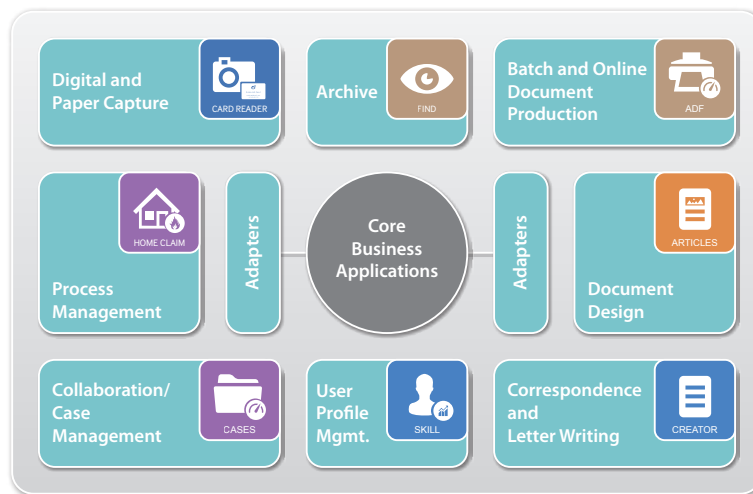 Digital and
Paper Capture
CARD READER
Archive
FIND
Batch and Online
Document
Production
ADF
HOME CLAIM
Process
Management
Adapters
Core
Business
Applications
Adapters
ARTICLES
Document
Design
Collaboration/
Case
Management
CASES
User
Profile
Mgmt.
SKILL
Correspondence
and
Letter Writing
CREATOR